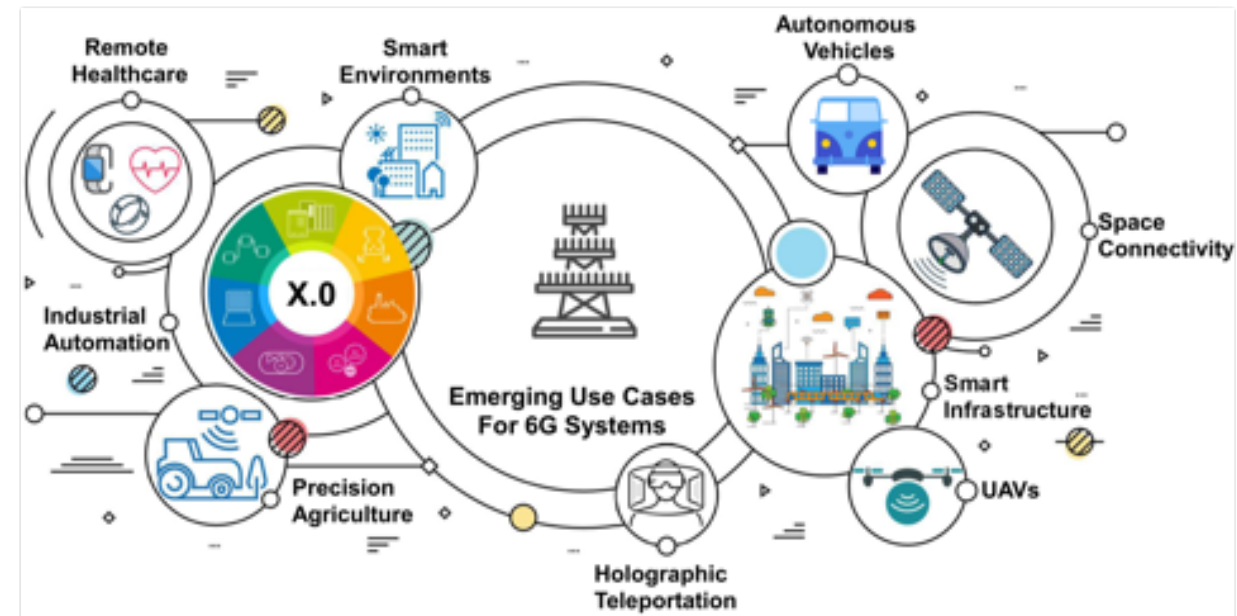 Remote
Healthcare
Smart
Environments
Autonomous
Vehicles
Space
Connectivity
X.0
Industrial
Automation
Emerging Use Cases
For 6G Systems
Smart
Infrastructure
Precision
Agriculture
UAVs
Holographic
Teleportation